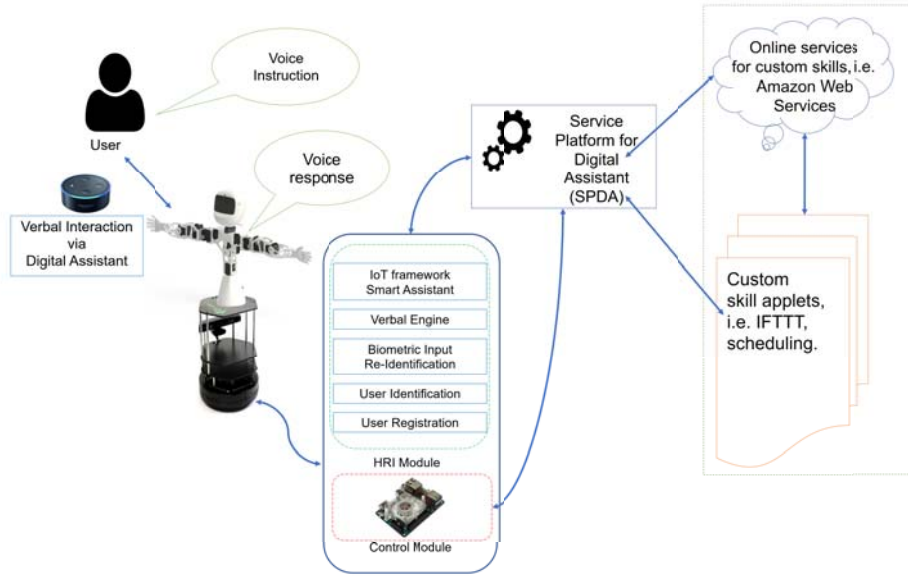 Voice
Instruction
User
Voice
response
Verbal Interaction
via
Digital Assistant
IoT framework
Smart Assistant
Verbal Engine
Biometric Input
Re-Identification
User Identification
User Registration
HRI Module
Control Module
Service
Platform for
Digital
Assistant
(SPDA)
Online services
for custom skills, i.e.
Amazon Web
Services
Custom
skill applets,
i.e. IFTTT,
scheduling.